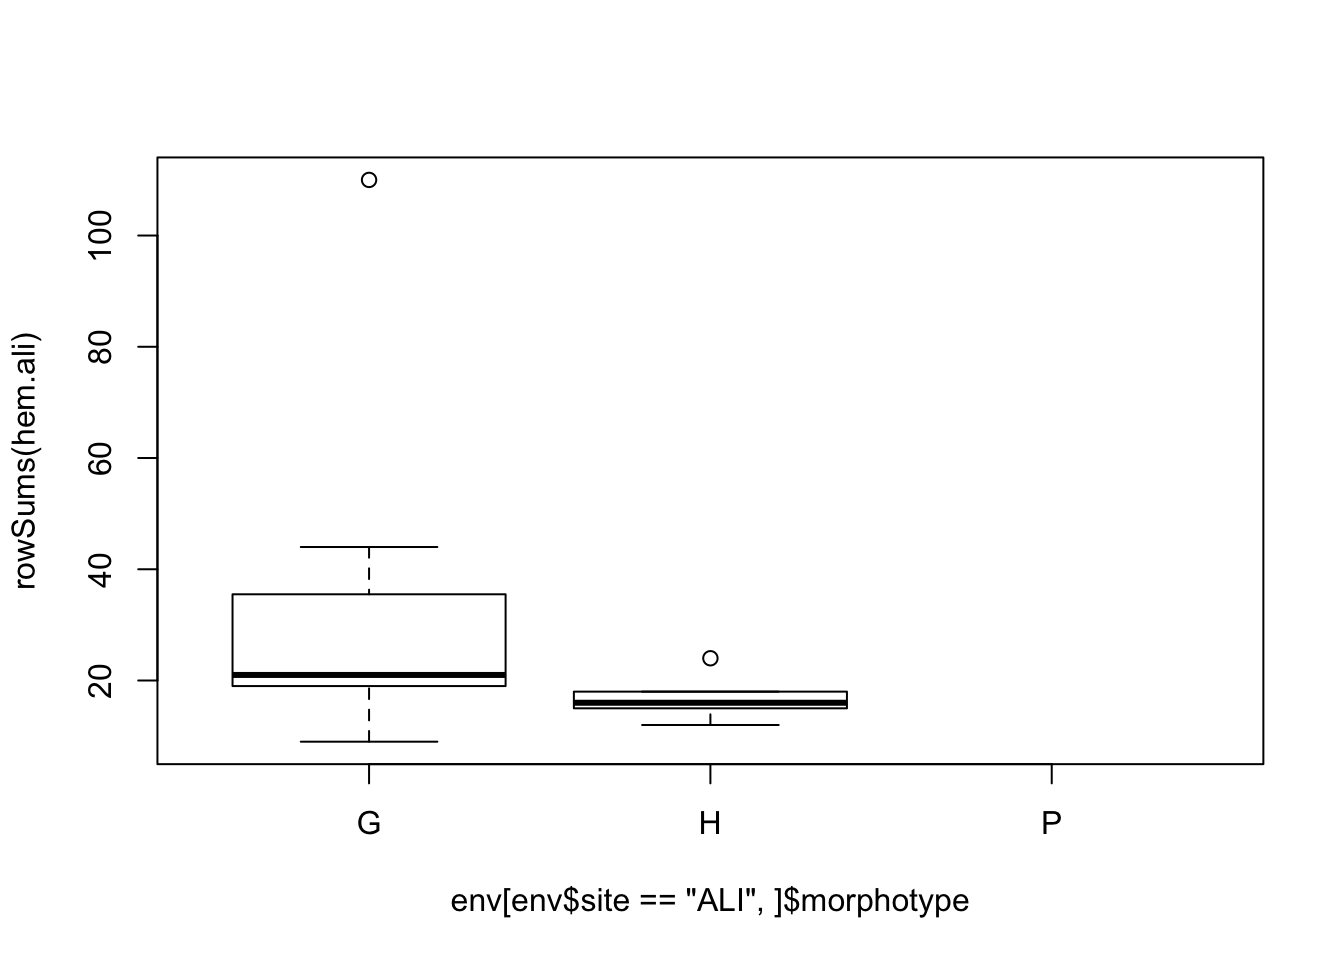 rowSums(hem.ali)
100
80
60
40
20
G H P
env[env$site == "ALI", ]$morphotype